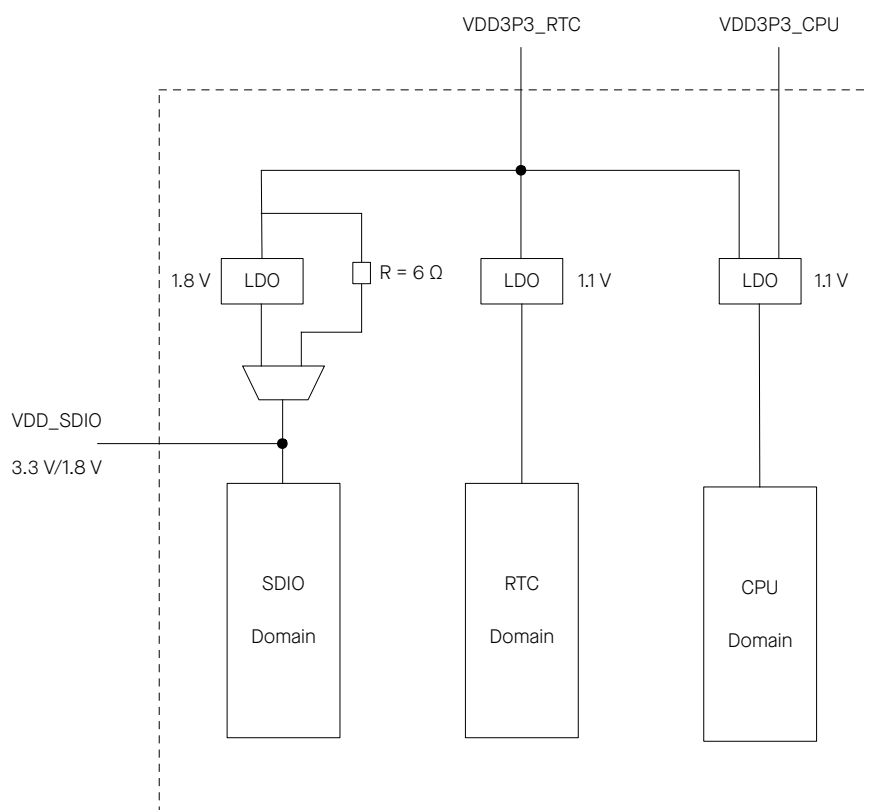 VDD3P3_RTC
VDD3P3_CPU
1.8 V
LDO
R = 6 Ω
LDO
1.1 V
LDO
1.1 V
VDD_SDIO
3.3 V/1.8 V
SDIO
Domain
RTC
Domain
CPU
Domain